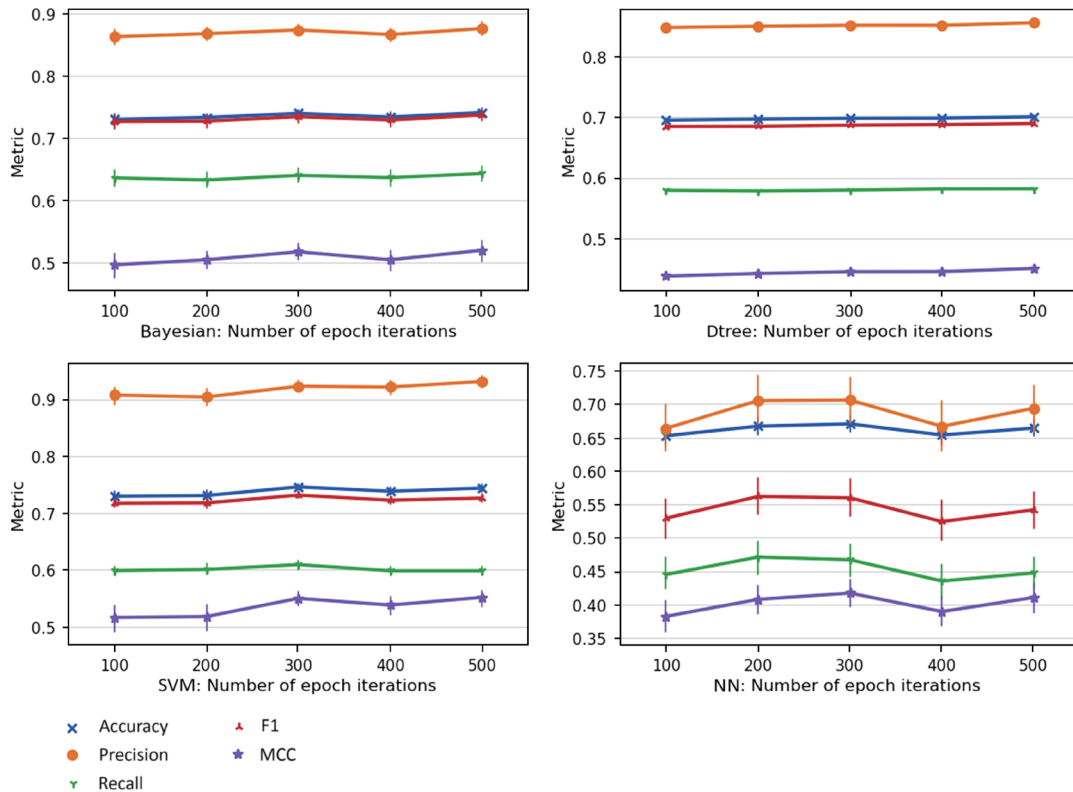 0.9
0.8
0.7
0.6
0.5
Metric
100 200 300 400 500
Bayesian: Number of epoch iterations
0.8
0.7
0.6
0.5
Metric
100 200 300 400 500
Dtree: Number of epoch iterations
0.9
0.8
0.7
0.6
0.5
Metric
100 200 300 400 500
SVM: Number of epoch iterations
0.75
0.70
0.65
0.60
0.55
0.50
0.45
0.40
0.35
Metric
100 200 300 400 500
NN: Number of epoch iterations
Accuracy
Precision
Recall
F1
MCC